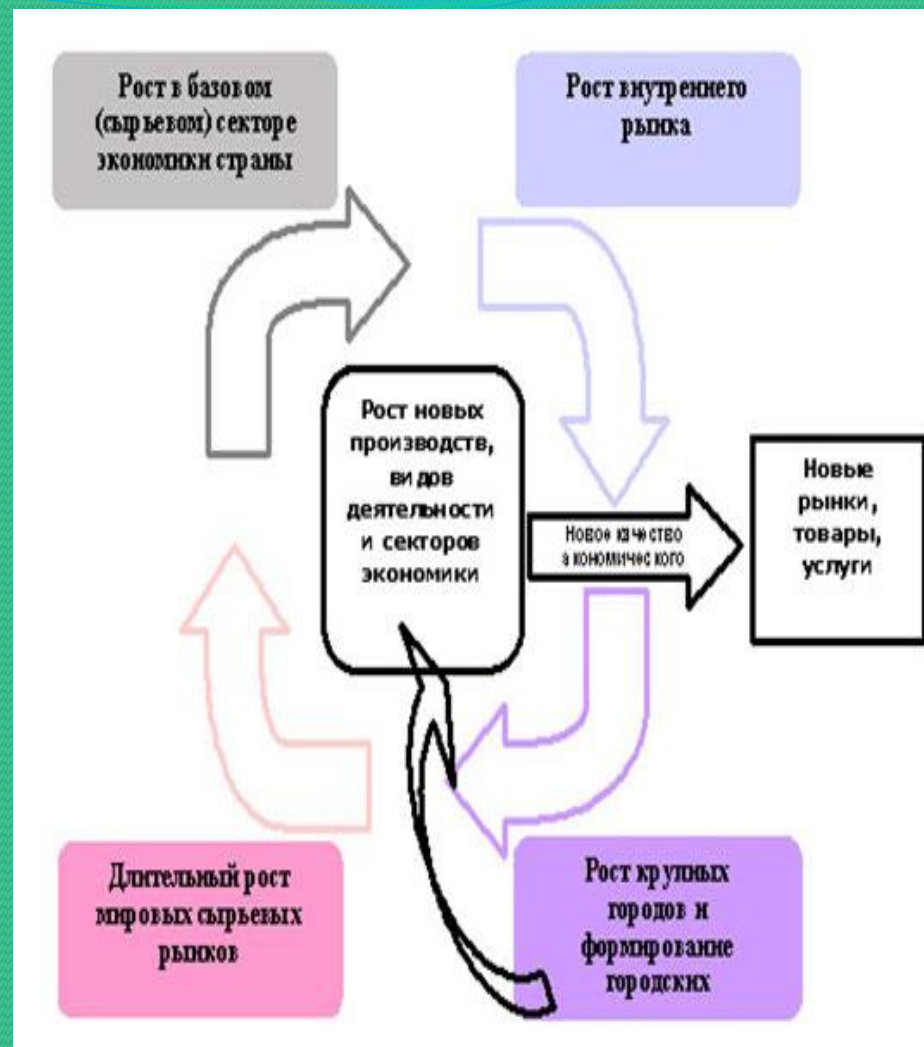 Рост в базовом
(сырьевом) секторе
экономики страны
Рост внутреннего
рынка
Рост новых
производств,
видов
деятельности
и секторов
экономики
Новое качество
экономического
Новые
рынки,
товары,
услуги
Длительный рост
мировых сырьевых
рынков
Рост крупных
городов и
формирование
городских